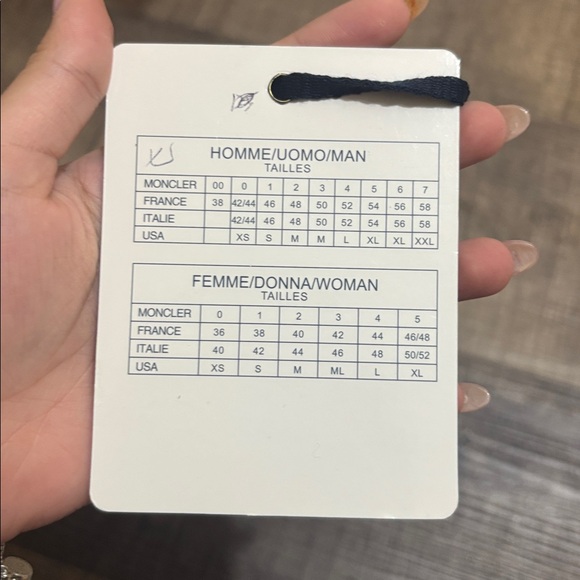 XS
HOMME/UOMO/MAN
TAILLES
MONCLER 00 0 1 2 3 4 5 6 7
FRANCE 38 42/44 46 48 50 52 54 56 58
ITALIE 42/44 46 48 50 52 54 56 58
USA XS S M M L XL XL XXL
FEMME/DONNA/WOMAN
TAILLES
MONCLER 0 1 2 3 4 5
FRANCE 36 38 40 42 44 46/48
ITALIE 40 42 44 46 48 50/52
USA XS S M ML L XL